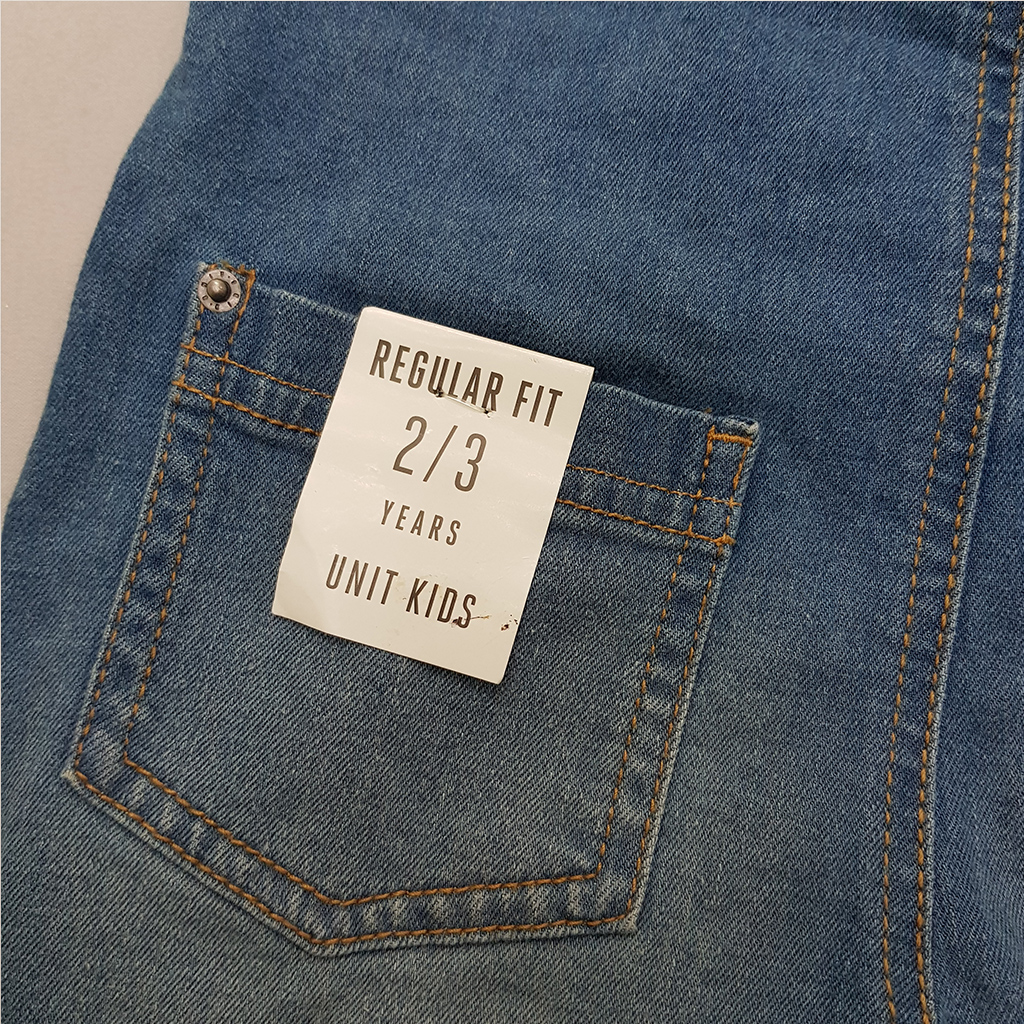 REGULAR FIT
2/3
YEARS
UNIT KIDS